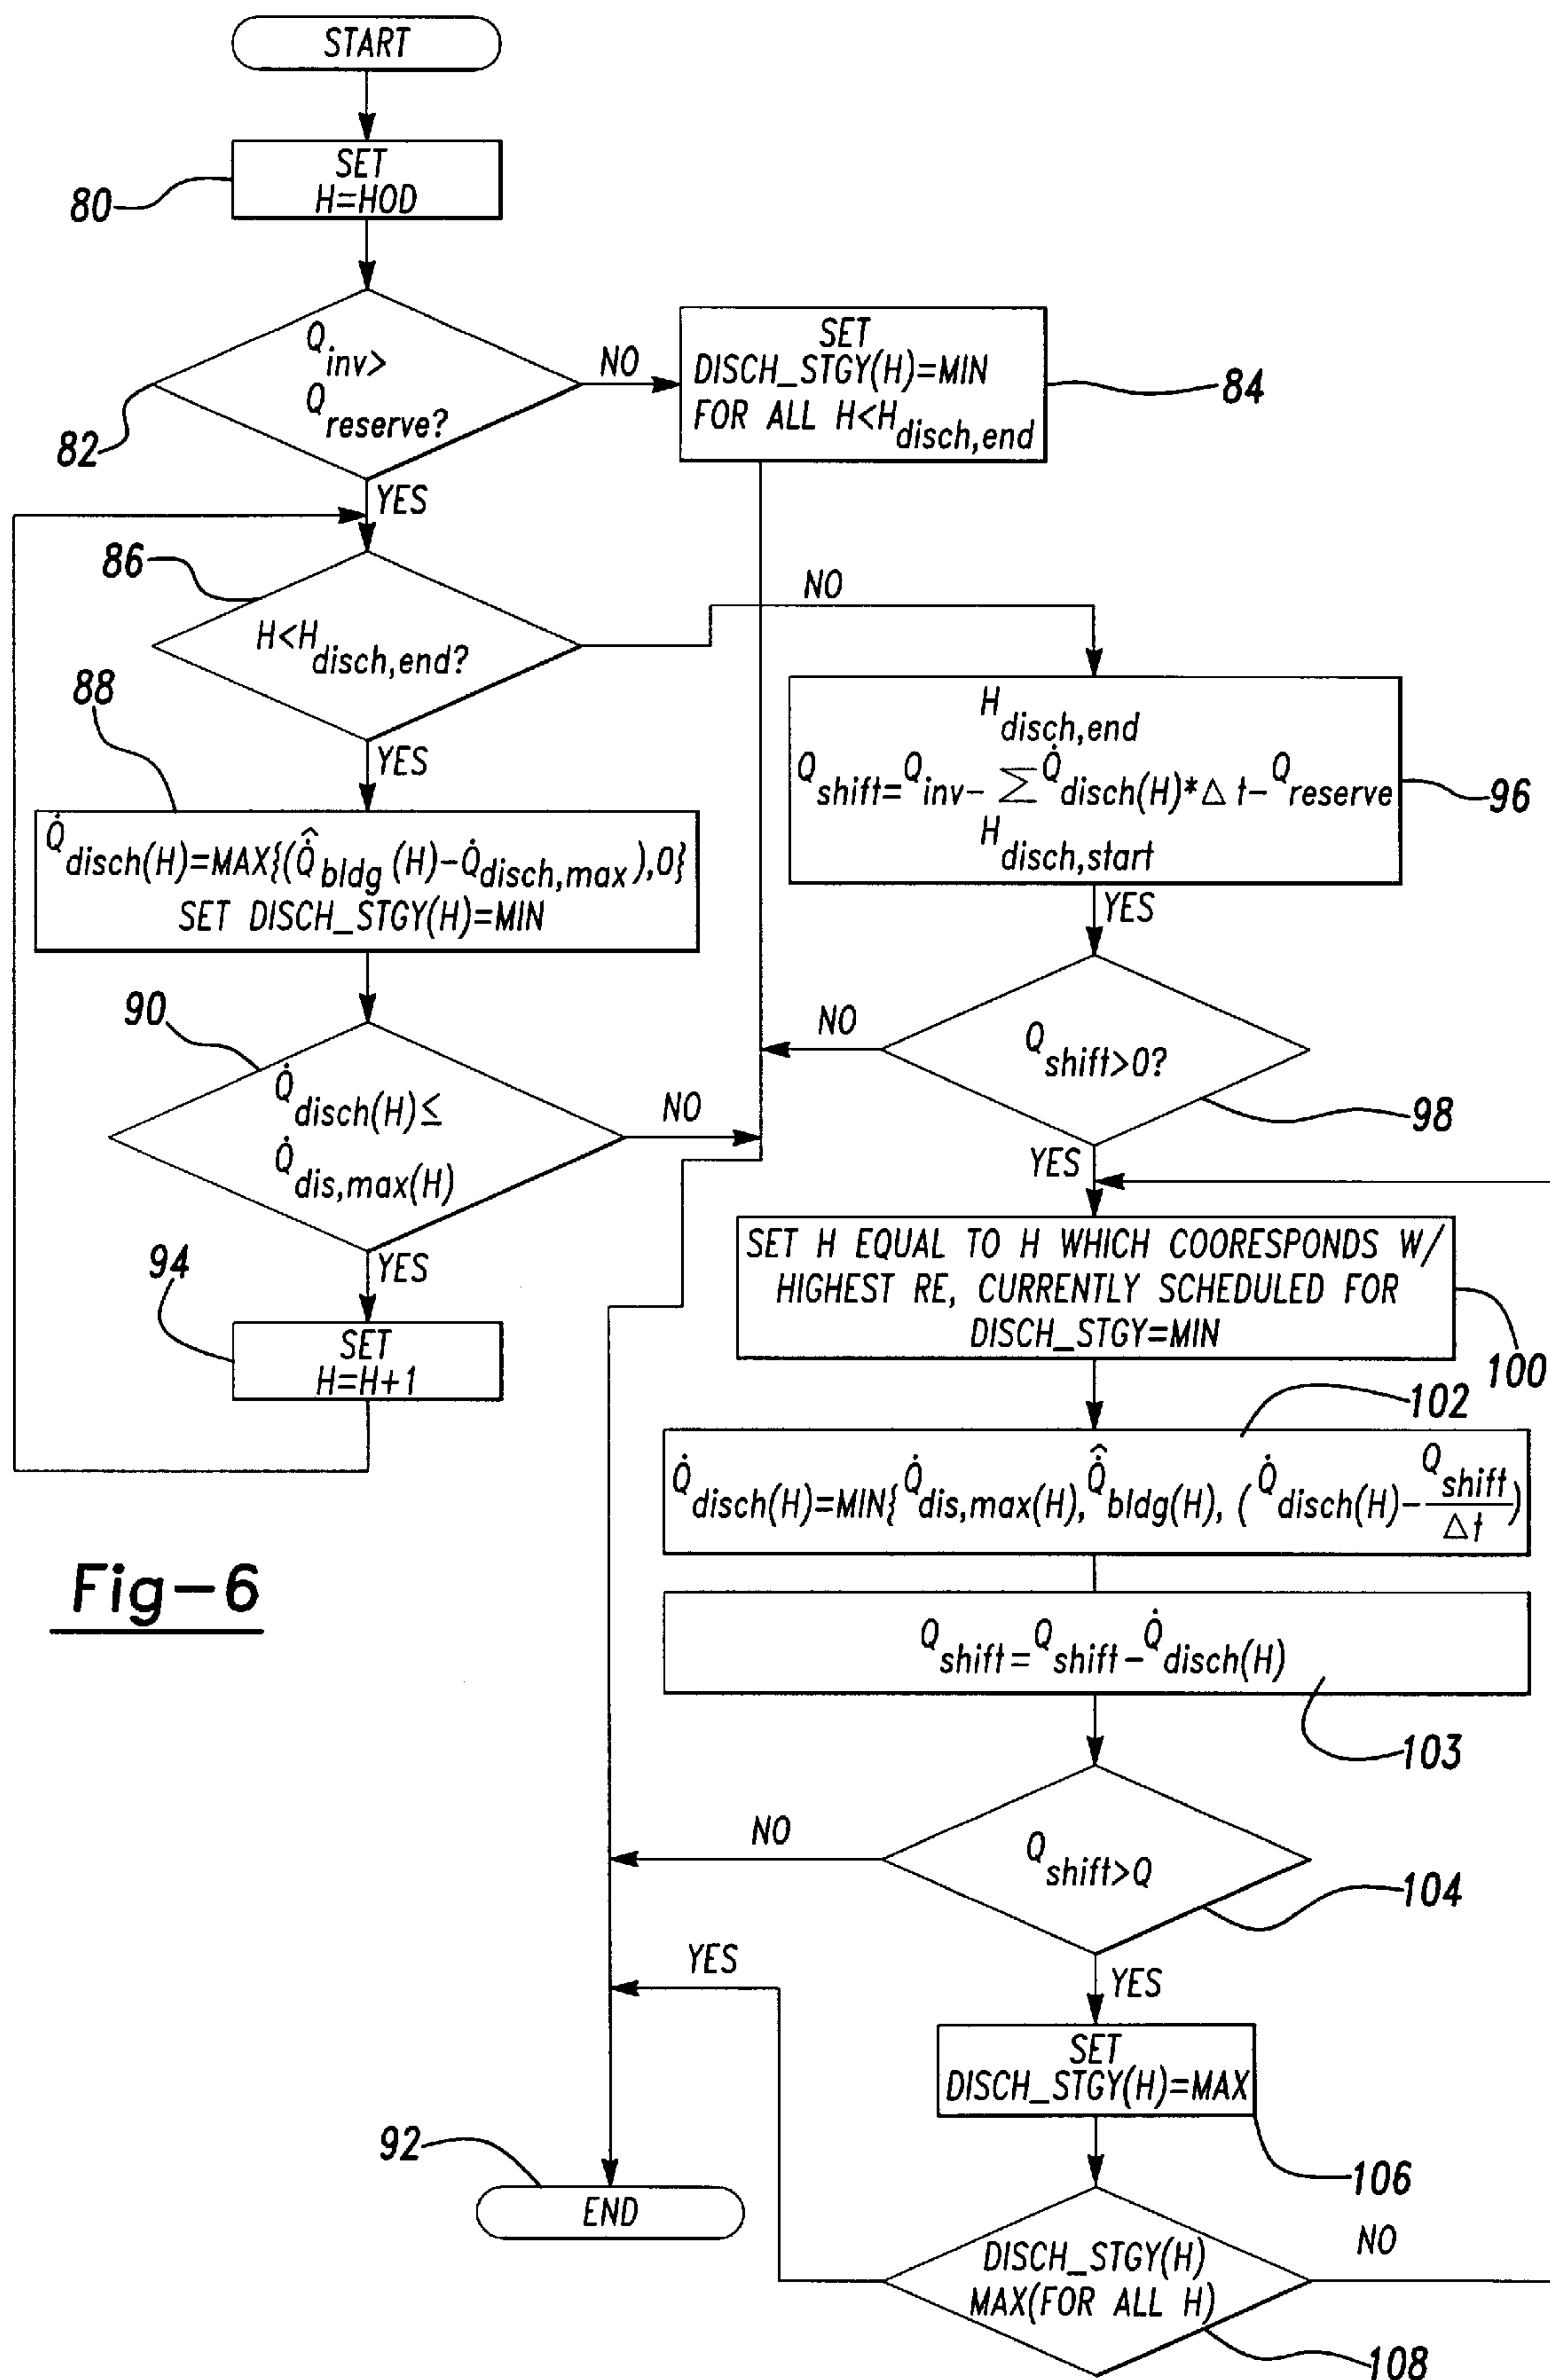 START
SET
H=HOD
80
Q inv>
Q reserve?
82
NO
SET
DISCH_STGY(H)=MIN
FOR ALL H<H disch,end
84
YES
86
H<H disch,end?
NO
YES
88
Q̇ disch(H)=MAX{(Q̇̂ bldg (H)-Q̇ disch,max),0}
SET DISCH_STGY(H)=MIN
90
Q̇ disch(H)≤
Q̇ dis,max(H)
NO
YES
94
SET
H=H+1
H disch,end
Q shift=Q inv- ∑ Q̇ disch(H)*Δ t-Q reserve
H disch,start
96
YES
Q shift>0?
NO
98
YES
SET H EQUAL TO H WHICH COORESPONDS W/
HIGHEST RE, CURRENTLY SCHEDULED FOR
DISCH_STGY=MIN
100
102
Q̇ disch(H)=MIN{Q̇ dis,max(H),Q̇̂ bldg(H), (Q̇ disch(H)-Q shift/Δ t)
Q shift=Q shift-Q̇ disch(H)
103
Q shift>Q
NO
104
YES
SET
DISCH_STGY(H)=MAX
106
DISCH_STGY(H)
MAX(FOR ALL H)
YES
NO
108
92
END
Fig-6